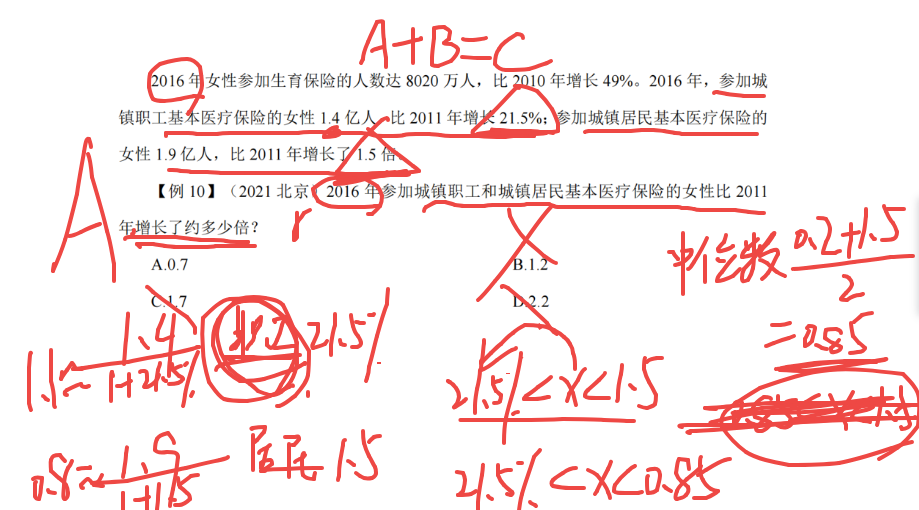 A+B=C
2016 年女性参加生育保险的人数达 8020 万人，比 2010 年增长 49%。2016 年，参加城
镇职工基本医疗保险的女性 1.4 亿人，比 2011 年增长 21.5%；参加城镇居民基本医疗保险的
女性 1.9 亿人，比 2011 年增长了 1.5 倍。
A
【例 10】（2021 北京）2016 年参加城镇职工和城镇居民基本医疗保险的女性比 2011
r
年增长了约多少倍？
A.0.7
B.1.2
C.1.7
D.2.2
中位数 0.2+1.5
2
=0.85
1.1≈ 1.4
1+21.5%
21.5%
21.5%<x<1.5
0.8≈ 1.9
1+1.5
居民 1.5
21.5%<x<0.85